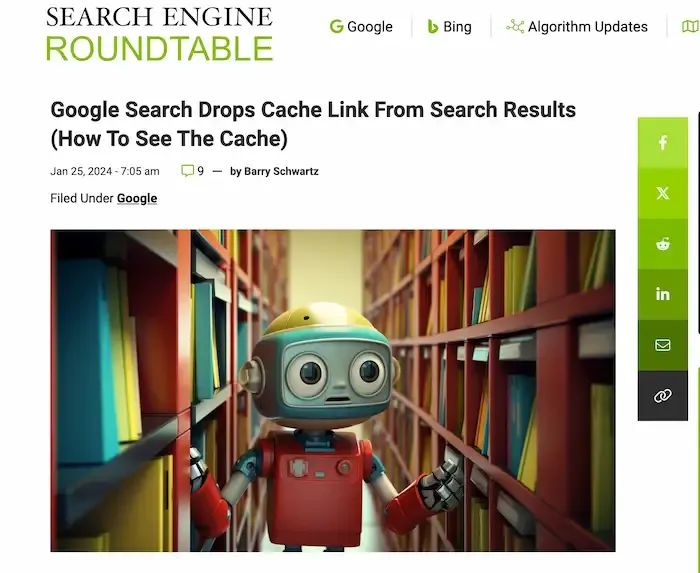 SEARCH ENGINE
ROUNDTABLE
Google
Bing
Algorithm Updates
Google Search Drops Cache Link From Search Results
(How To See The Cache)
Jan 25, 2024 - 7:05 am 9 — by Barry Schwartz
Filed Under Google